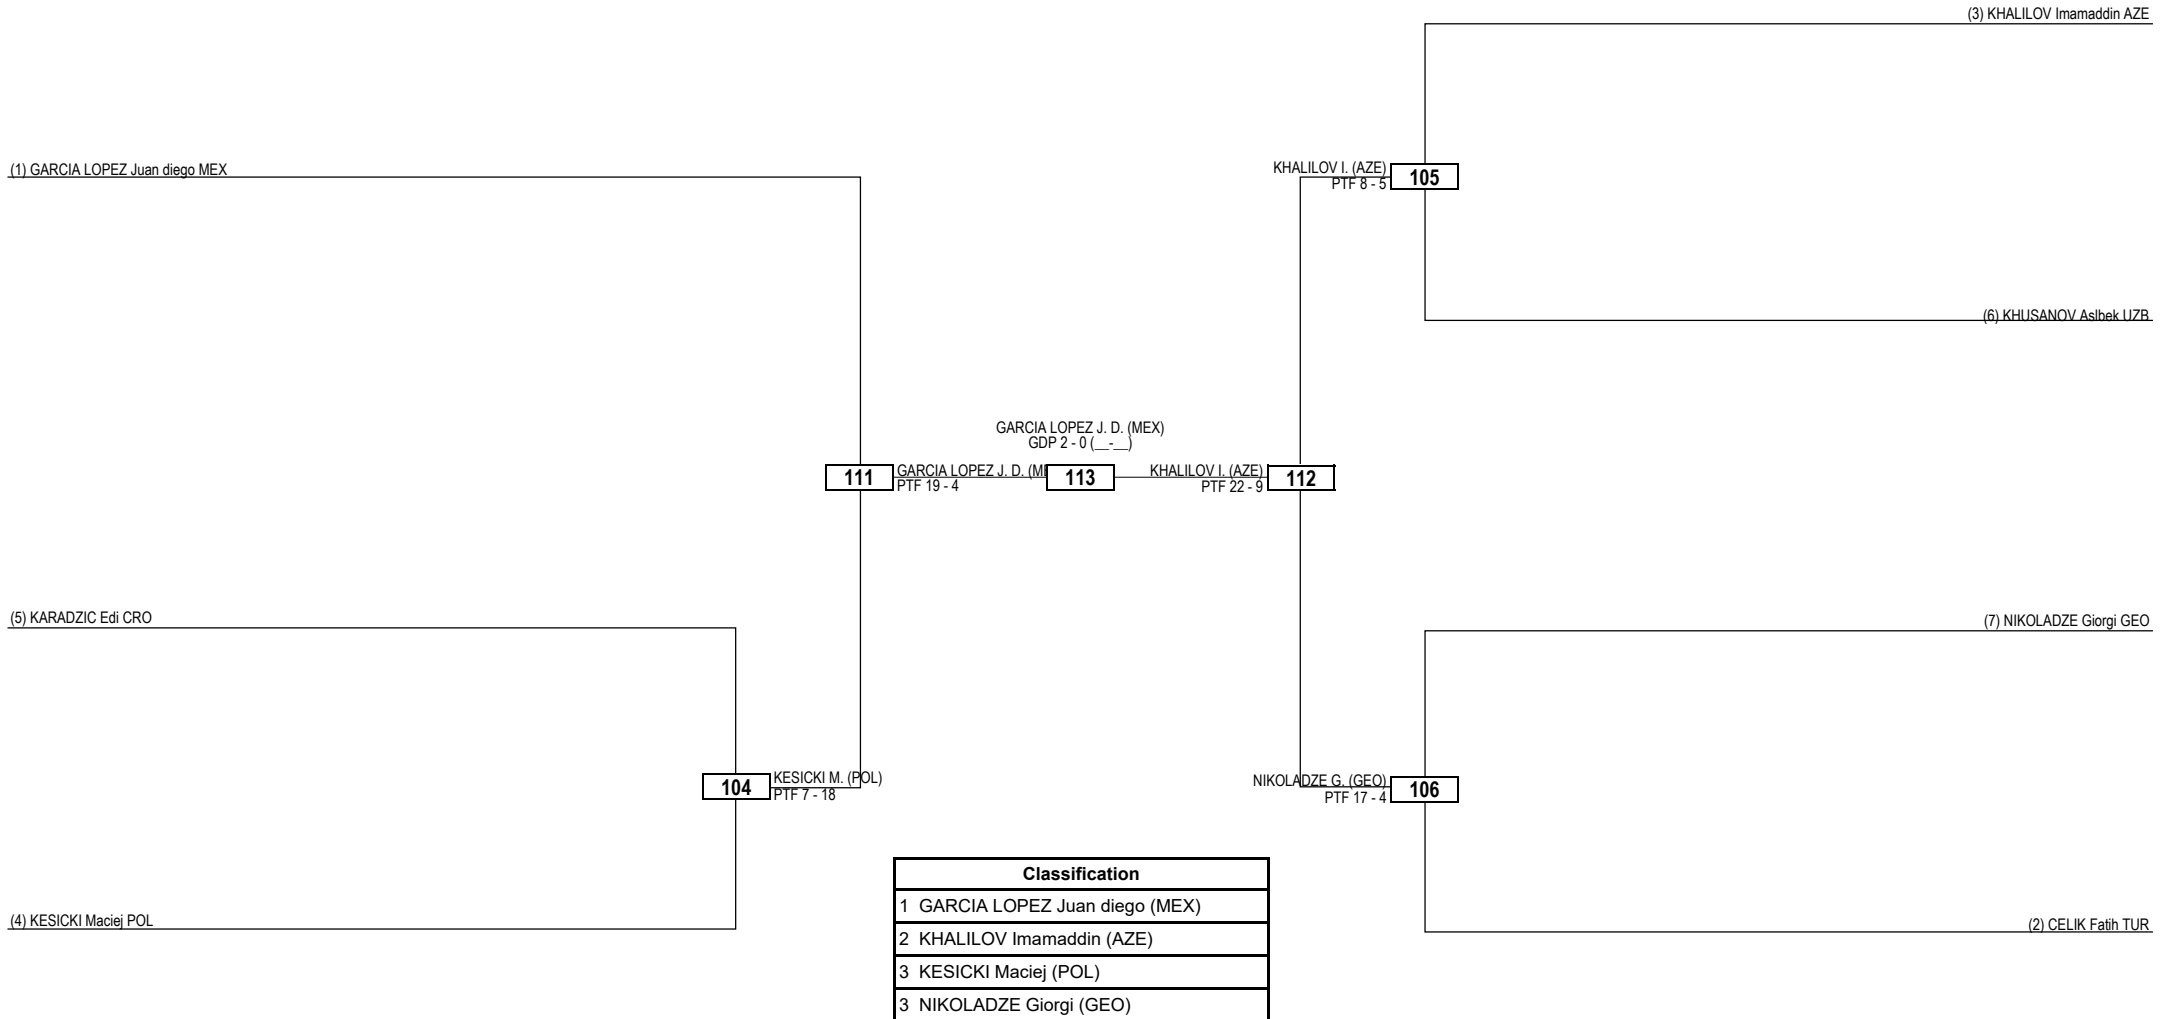 (3) KHALILOV Imamaddin AZE
(1) GARCIA LOPEZ Juan diego MEX
KHALILOV I. (AZE)
PTF 8 - 5
105
(6) KHUSANOV Aslbek UZB
GARCIA LOPEZ J. D. (MEX)
GDP 2 - 0 (__-__)
111
GARCIA LOPEZ J. D. (ME
PTF 19 - 4
113
KHALILOV I. (AZE)
PTF 22 - 9
112
(5) KARADZIC Edi CRO
(7) NIKOLADZE Giorgi GEO
104
KESICKI M. (POL)
PTF 7 - 18
NIKOLADZE G. (GEO)
PTF 17 - 4
106
(4) KESICKI Maciej POL
(2) CELIK Fatih TUR
Classification
1 GARCIA LOPEZ Juan diego (MEX)
2 KHALILOV Imamaddin (AZE)
3 KESICKI Maciej (POL)
3 NIKOLADZE Giorgi (GEO)